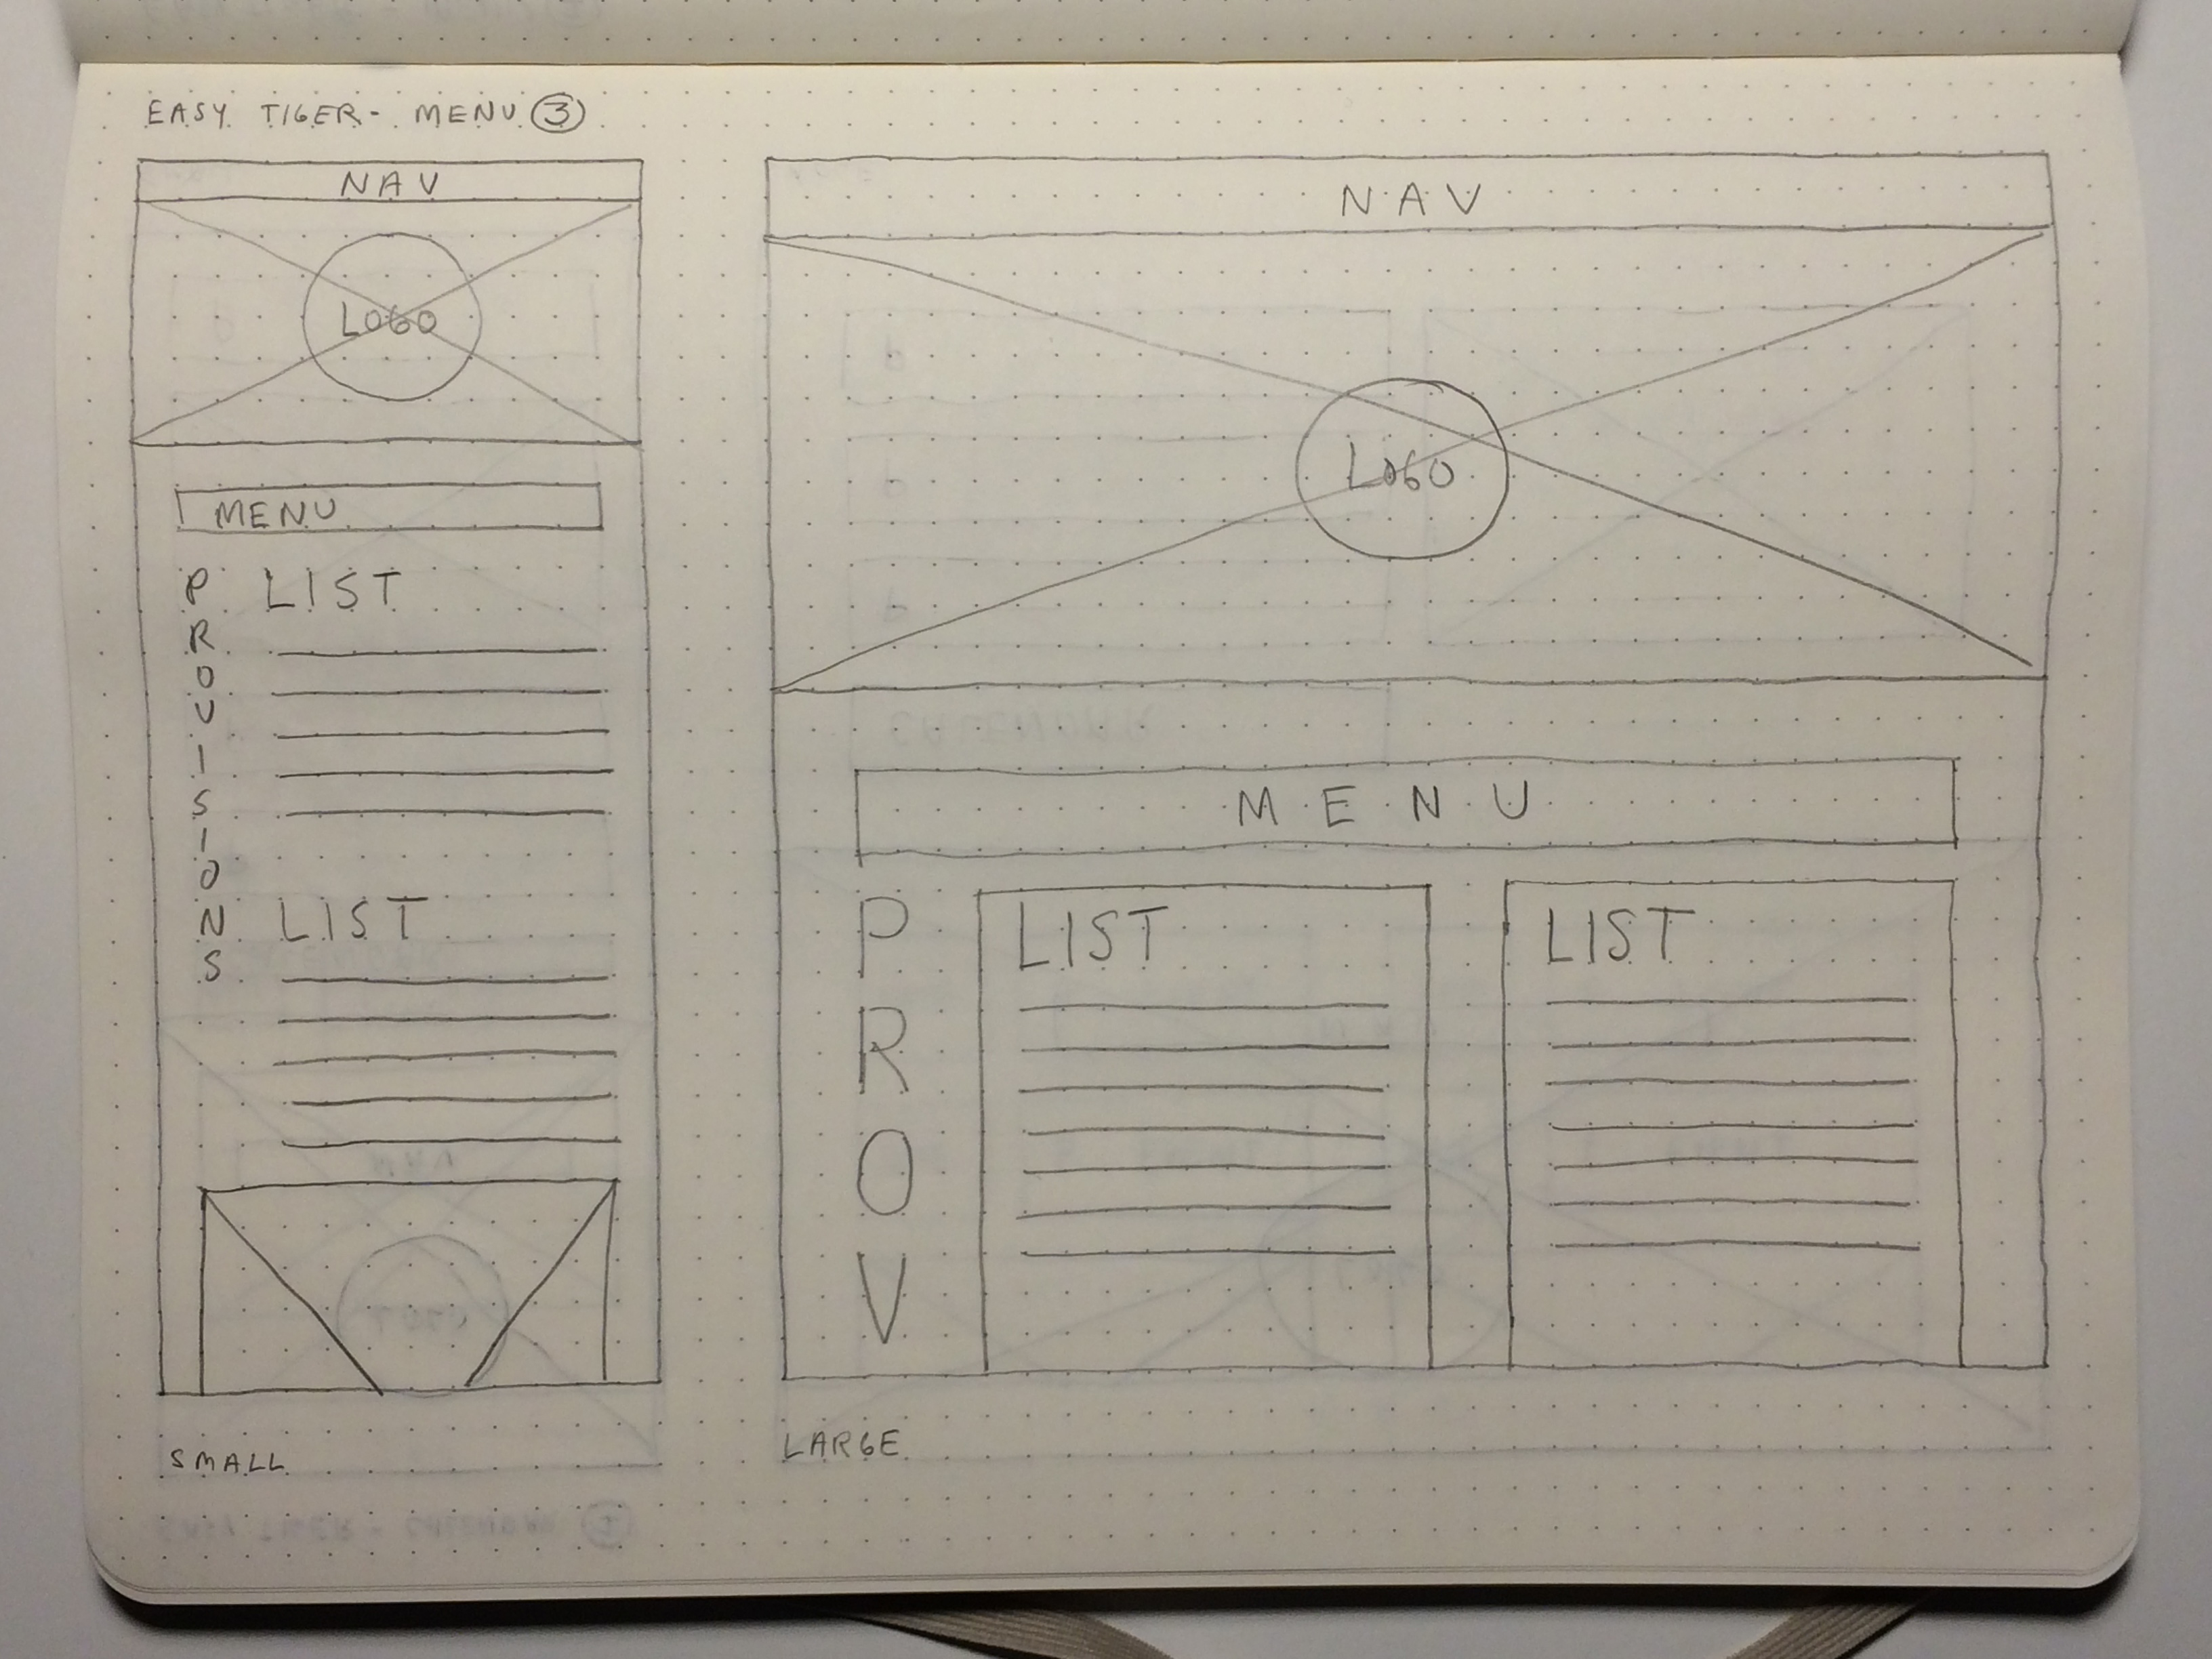 EASY TIGER - MENU 3
NAV
LOGO
MENU
PROVISIONS
LIST
LIST
SMALL
NAV
LOGO
MENU
PROV
LIST
LIST
LARGE